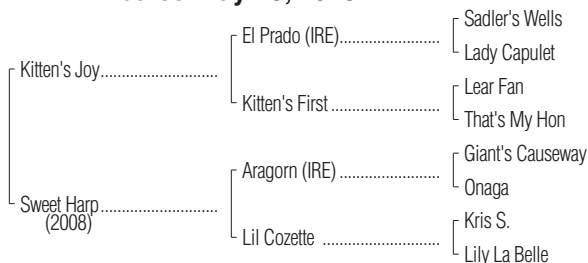 Sadler's Wells
El Prado (IRE)
Lady Capulet
Kitten's Joy
Lear Fan
Kitten's First
That's My Hon
Giant's Causeway
Aragorn (IRE)
Onaga
Sweet Harp
(2008)
Kris S.
Lil Cozette
Lily La Belle